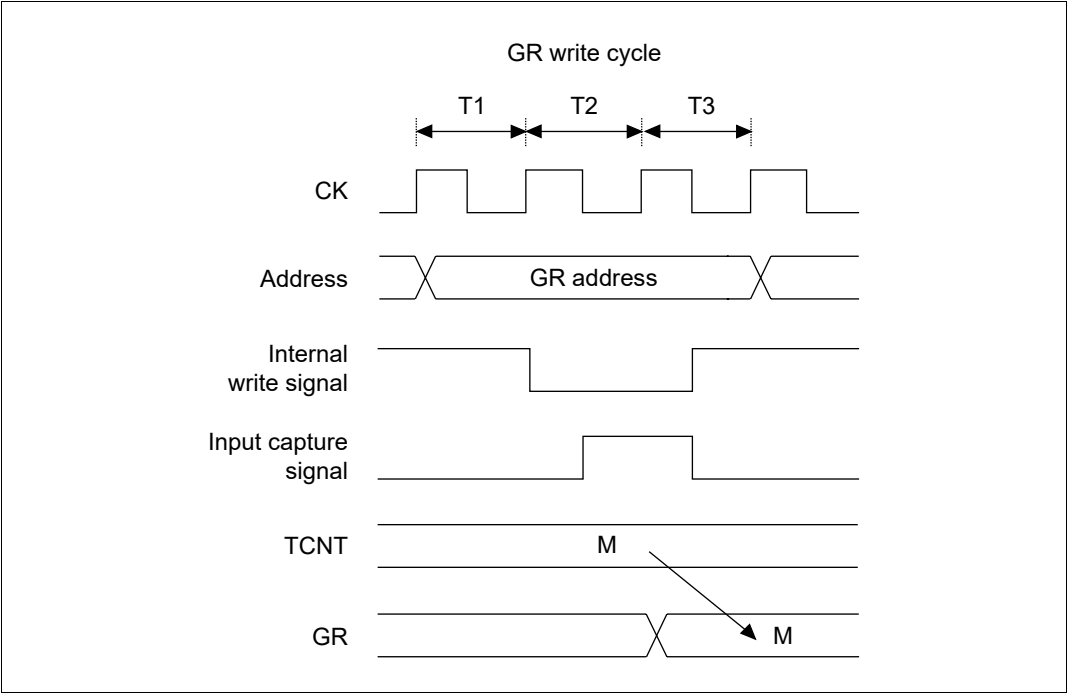 GR write cycle
T1 T2 T3
CK
Address GR address
Internal
write signal
Input capture
signal
TCNT M
GR M